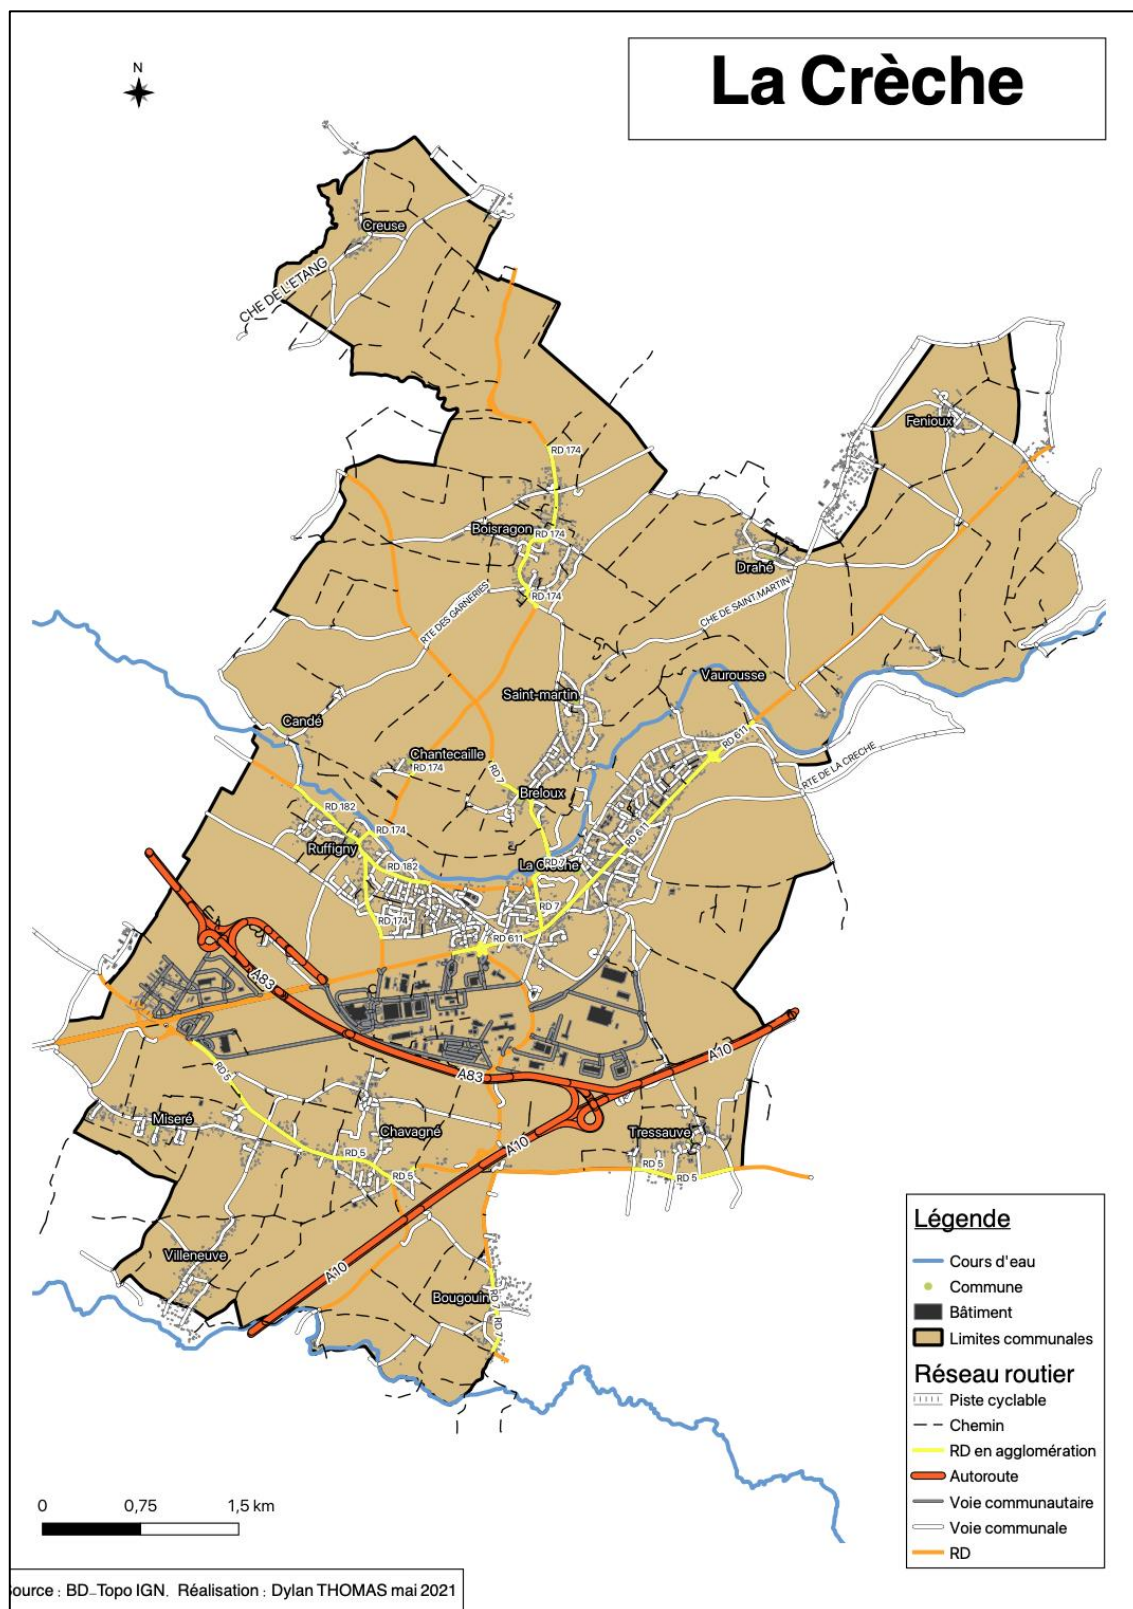 La Crèche
N
Creuse
CHE DE L'ETANG
Fenioux
RD 174
Boisragon
RD 174
Drahé
RD 174
RTE DES GARNERIES
CHE DE SAINT MARTIN
Vaurousse
Saint-martin
Candé
RD 611
Chantecaille
RD 174
RD 7
RTE DE LA CRECHE
Breloux
RD 182
RD 174
RD 611
Ruffigny
RD 182
La Crèche
RD 7
RD 7
RD 174
RD 611
A83
A10
A83
RD 5
Miseré
Chavagné
Tressauve
A10
RD 5
RD 5
RD 5
Villeneuve
A10
Bougouin
RD 7
RD 7
Légende
Cours d'eau
Commune
Bâtiment
Limites communales
Réseau routier
Piste cyclable
Chemin
RD en agglomération
Autoroute
Voie communautaire
Voie communale
RD
0 0,75 1,5 km
ource : BD_Topo IGN. Réalisation : Dylan THOMAS mai 2021